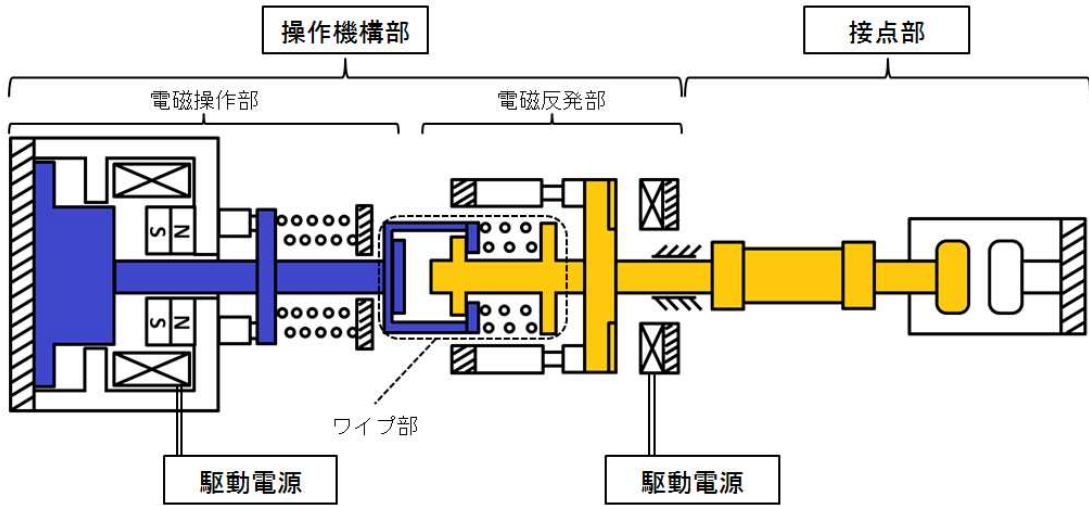 操作機構部
接点部
電磁操作部
電磁反発部
S
N
S
N
ワイプ部
駆動電源
駆動電源